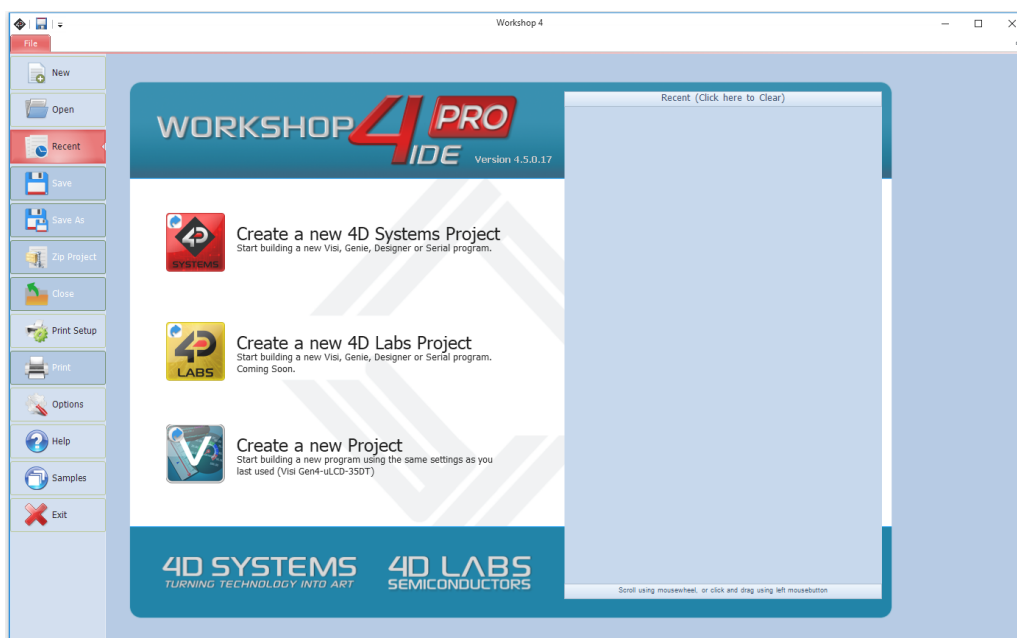 Workshop 4
File
New
Open
Recent
Save
Save As
Zip Project
Close
Print Setup
Print
Options
Help
Samples
Exit
WORKSHOP 4 PRO
IDE Version 4.5.0.17
Recent (Click here to Clear)
4D
SYSTEMS
Create a new 4D Systems Project
Start building a new Visi, Genie, Designer or Serial program.
4D
LABS
Create a new 4D Labs Project
Start building a new Visi, Genie, Designer or Serial program.
Coming Soon.
V
Create a new Project
Start building a new program using the same settings as you
last used (Visi Gen4-uLCD-35DT)
4D SYSTEMS
TURNING TECHNOLOGY INTO ART
4D LABS
SEMICONDUCTORS
Scroll using mousewheel, or click and drag using left mousebutton